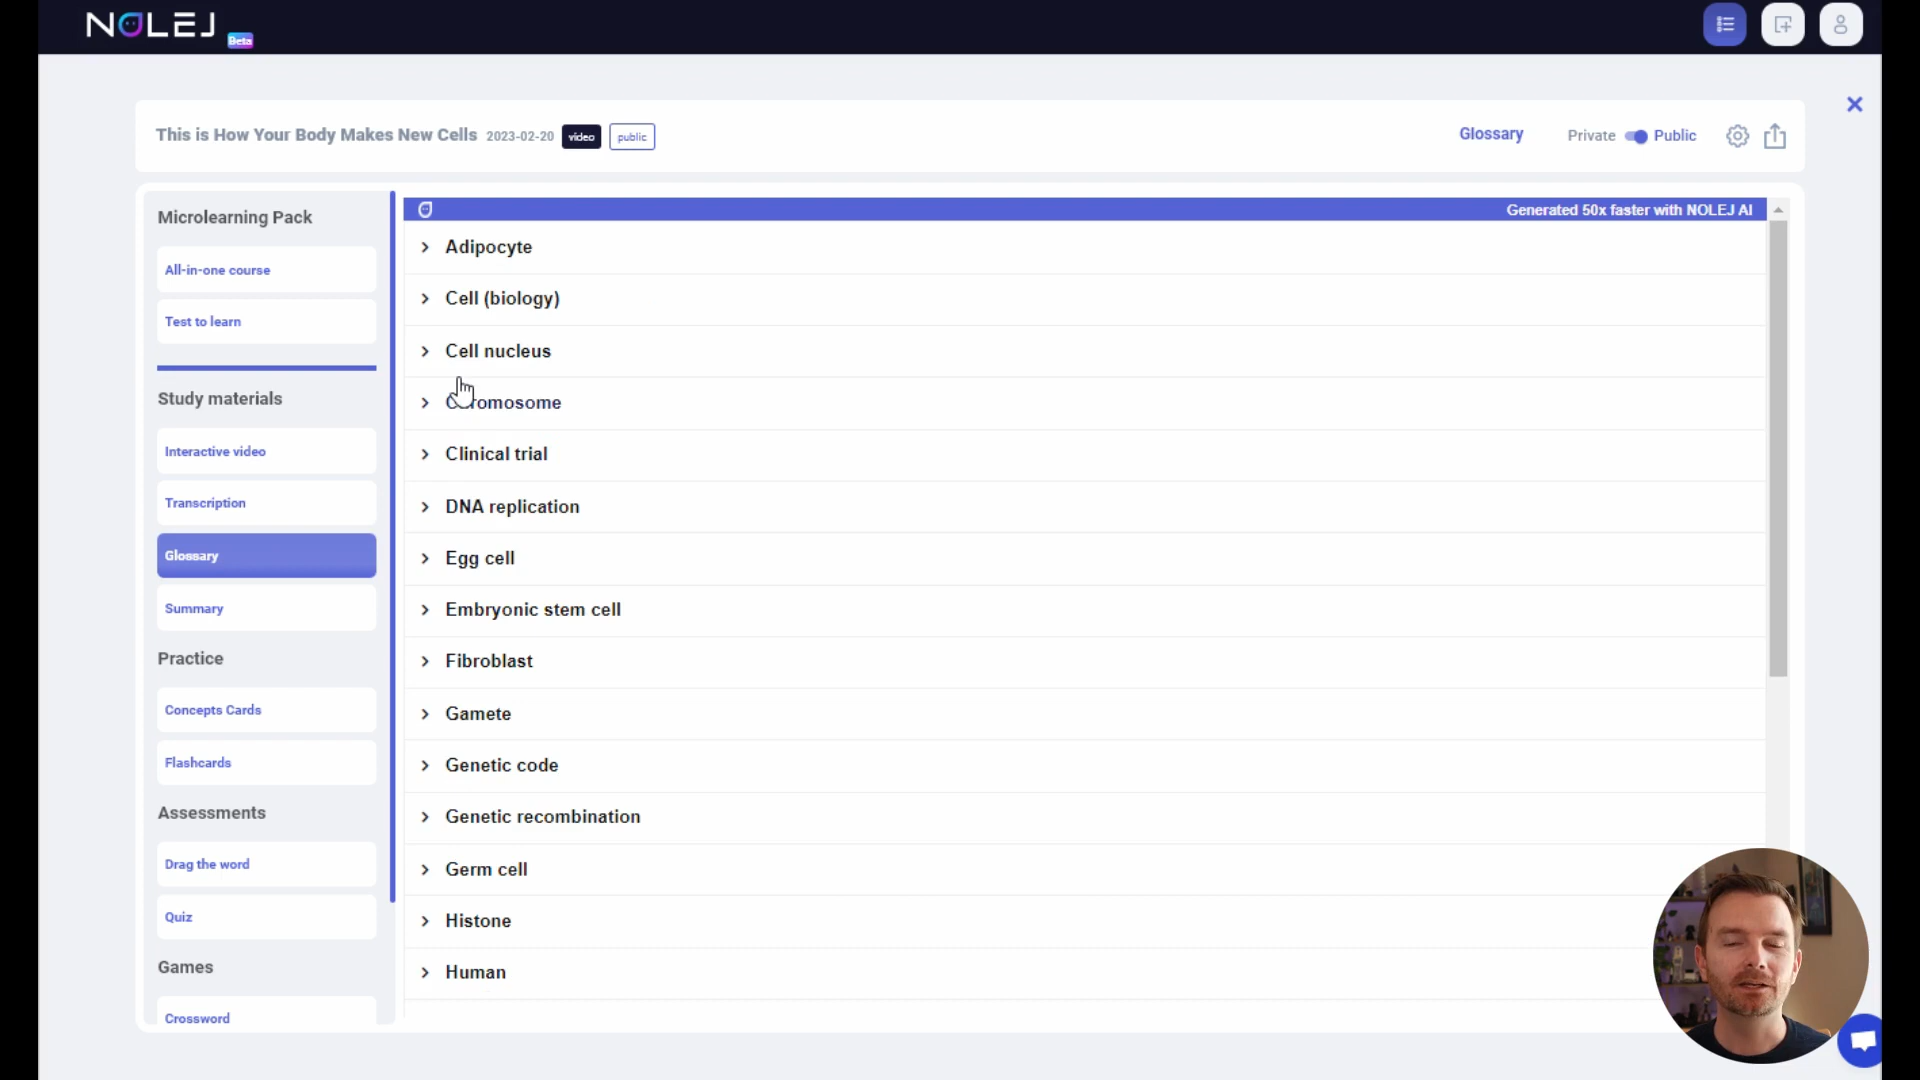 NOLEJ
Beta
This is How Your Body Makes New Cells 2023-02-20 video public
Glossary Private Public
Microlearning Pack
All-in-one course
Test to learn
Study materials
Interactive video
Transcription
Glossary
Summary
Practice
Concepts Cards
Flashcards
Assessments
Drag the word
Quiz
Games
Crossword
Generated 50x faster with NOLEJ AI
Adipocyte
Cell (biology)
Cell nucleus
Chromosome
Clinical trial
DNA replication
Egg cell
Embryonic stem cell
Fibroblast
Gamete
Genetic code
Genetic recombination
Germ cell
Histone
Human